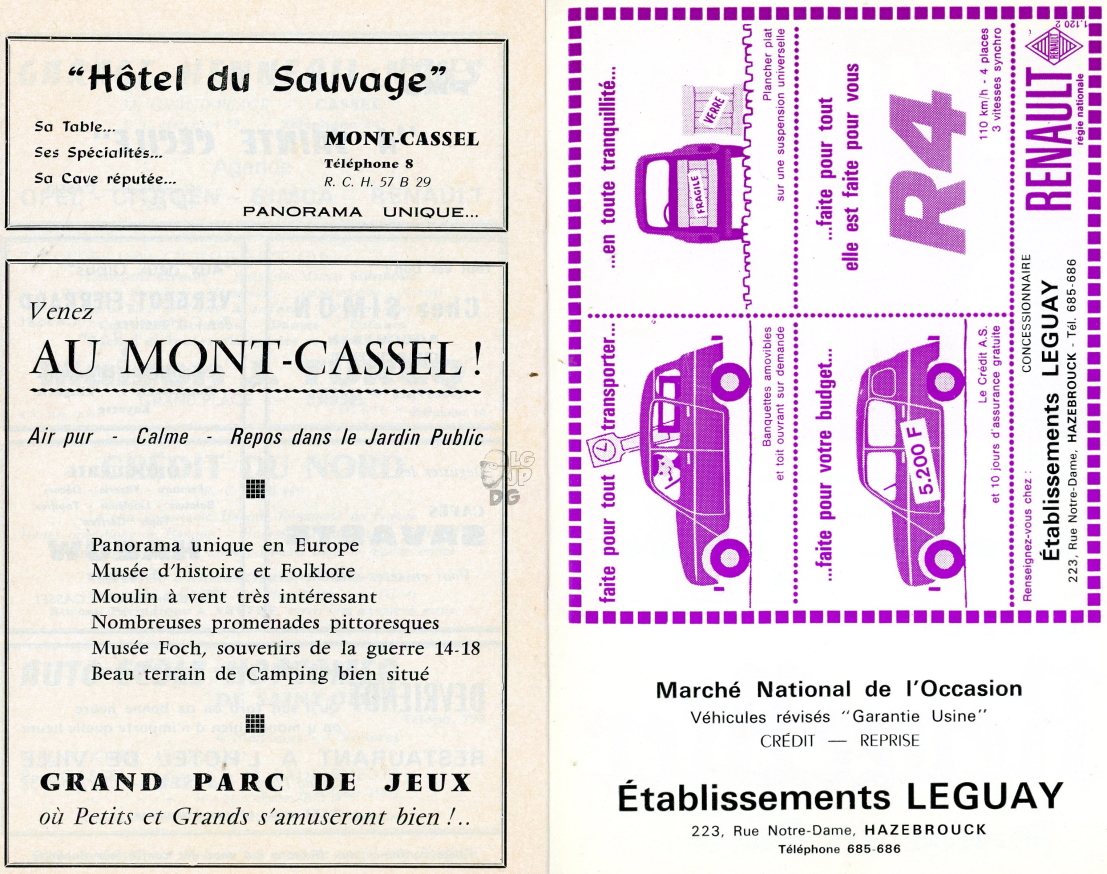 “Hôtel du Sauvage”
Sa Table...
Ses Spécialités...
Sa Cave réputée...
MONT-CASSEL
Téléphone 8
R. C. H. 57 B 29
PANORAMA UNIQUE...
Venez
AU MONT-CASSEL !
Air pur - Calme - Repos dans le Jardin Public
Panorama unique en Europe
Musée d'histoire et Folklore
Moulin à vent très intéressant
Nombreuses promenades pittoresques
Musée Foch, souvenirs de la guerre 14-18
Beau terrain de Camping bien situé
GRAND PARC DE JEUX
où Petits et Grands s'amuseront bien !..
LG
JP
DG
faite pour tout transporter...
Banquettes amovibles
et toit ouvrant sur demande
...en toute tranquillité...
VERRE
FRAGILE
Plancher plat
sur une suspension universelle
...faite pour votre budget...
5.200 F
Le Crédit A.S.
et 10 jours d'assurance gratuite
...faite pour tout
elle est faite pour vous
R4
110 km/h - 4 places
3 vitesses synchro
Renseignez-vous chez :
CONCESSIONNAIRE
Établissements LEGUAY
223, Rue Notre-Dame, HAZEBROUCK - Tél. 685-686
RENAULT
régie nationale
RENAULT
1.120 2
Marché National de l'Occasion
Véhicules révisés “Garantie Usine”
CRÉDIT — REPRISE
Établissements LEGUAY
223, Rue Notre-Dame, HAZEBROUCK
Téléphone 685-686